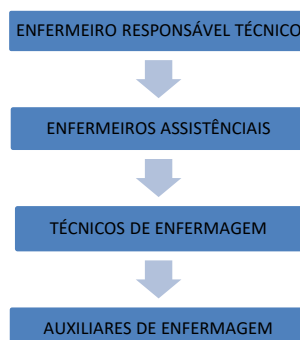 ENFERMEIRO RESPONSÁVEL TÉCNICO
ENFERMEIROS ASSISTÊNCIAIS
TÉCNICOS DE ENFERMAGEM
AUXILIARES DE ENFERMAGEM